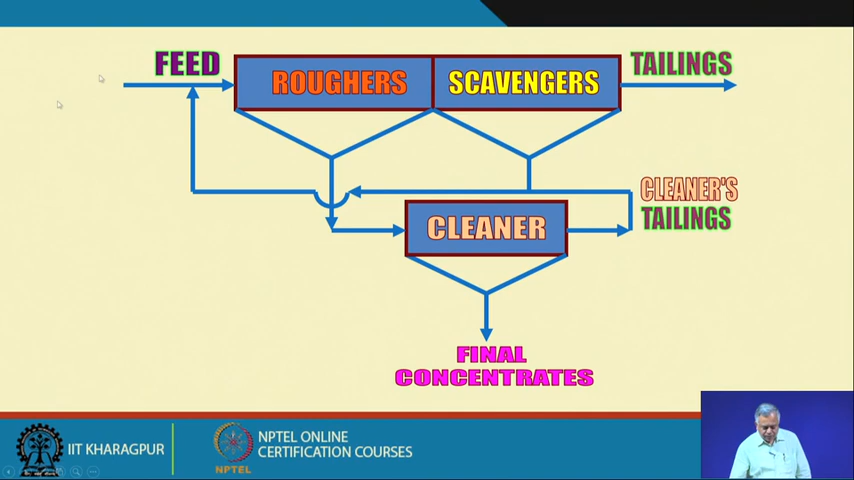 FEED
ROUGHERS
SCAVENGERS
TAILINGS
CLEANER'S
TAILINGS
CLEANER
FINAL
CONCENTRATES
IIT KHARAGPUR
NPTEL
NPTEL ONLINE
CERTIFICATION COURSES